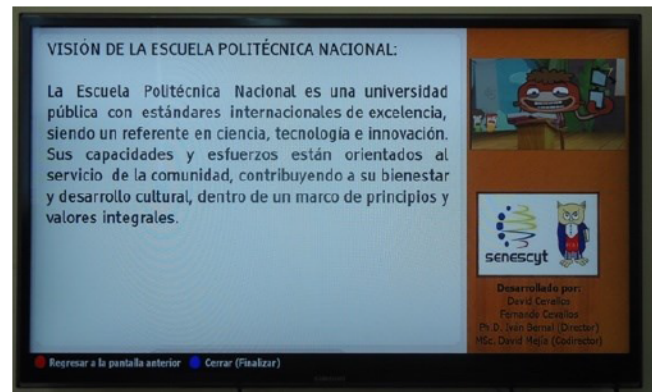 VISIÓN DE LA ESCUELA POLITÉCNICA NACIONAL:
La Escuela Politécnica Nacional es una universidad
pública con estándares internacionales de excelencia,
siendo un referente en ciencia, tecnología e innovación.
Sus capacidades y esfuerzos están orientados al
servicio de la comunidad, contribuyendo a su bienestar
y desarrollo cultural, dentro de un marco de principios y
valores integrales.
senescyt
Desarrollado por:
David Cevallos
Fernando Cevallos
Ph.D. Iván Bernal (Director)
MSc. David Mejía (Codirector)
Regresar a la pantalla anterior Cerrar (Finalizar)